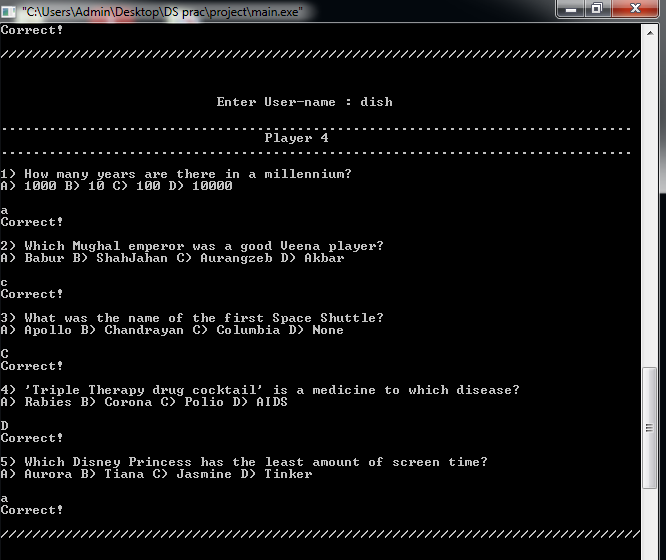 "C:\Users\Admin\Desktop\DS prac\project\main.exe"
Correct!
////////////////////////////////////////////////////////////////////////////////
Enter User-name : dish
-------------------------------------------------------------------------------
Player 4
-------------------------------------------------------------------------------
1) How many years are there in a millennium?
A) 1000 B) 10 C) 100 D) 10000
a
Correct!
2) Which Mughal emperor was a good Veena player?
A) Babur B) ShahJahan C) Aurangzeb D) Akbar
c
Correct!
3) What was the name of the first Space Shuttle?
A) Apollo B) Chandrayan C) Columbia D) None
C
Correct!
4) 'Triple Therapy drug cocktail' is a medicine to which disease?
A) Rabies B) Corona C) Polio D) AIDS
D
Correct!
5) Which Disney Princess has the least amount of screen time?
A) Aurora B) Tiana C) Jasmine D) Tinker
a
Correct!
////////////////////////////////////////////////////////////////////////////////